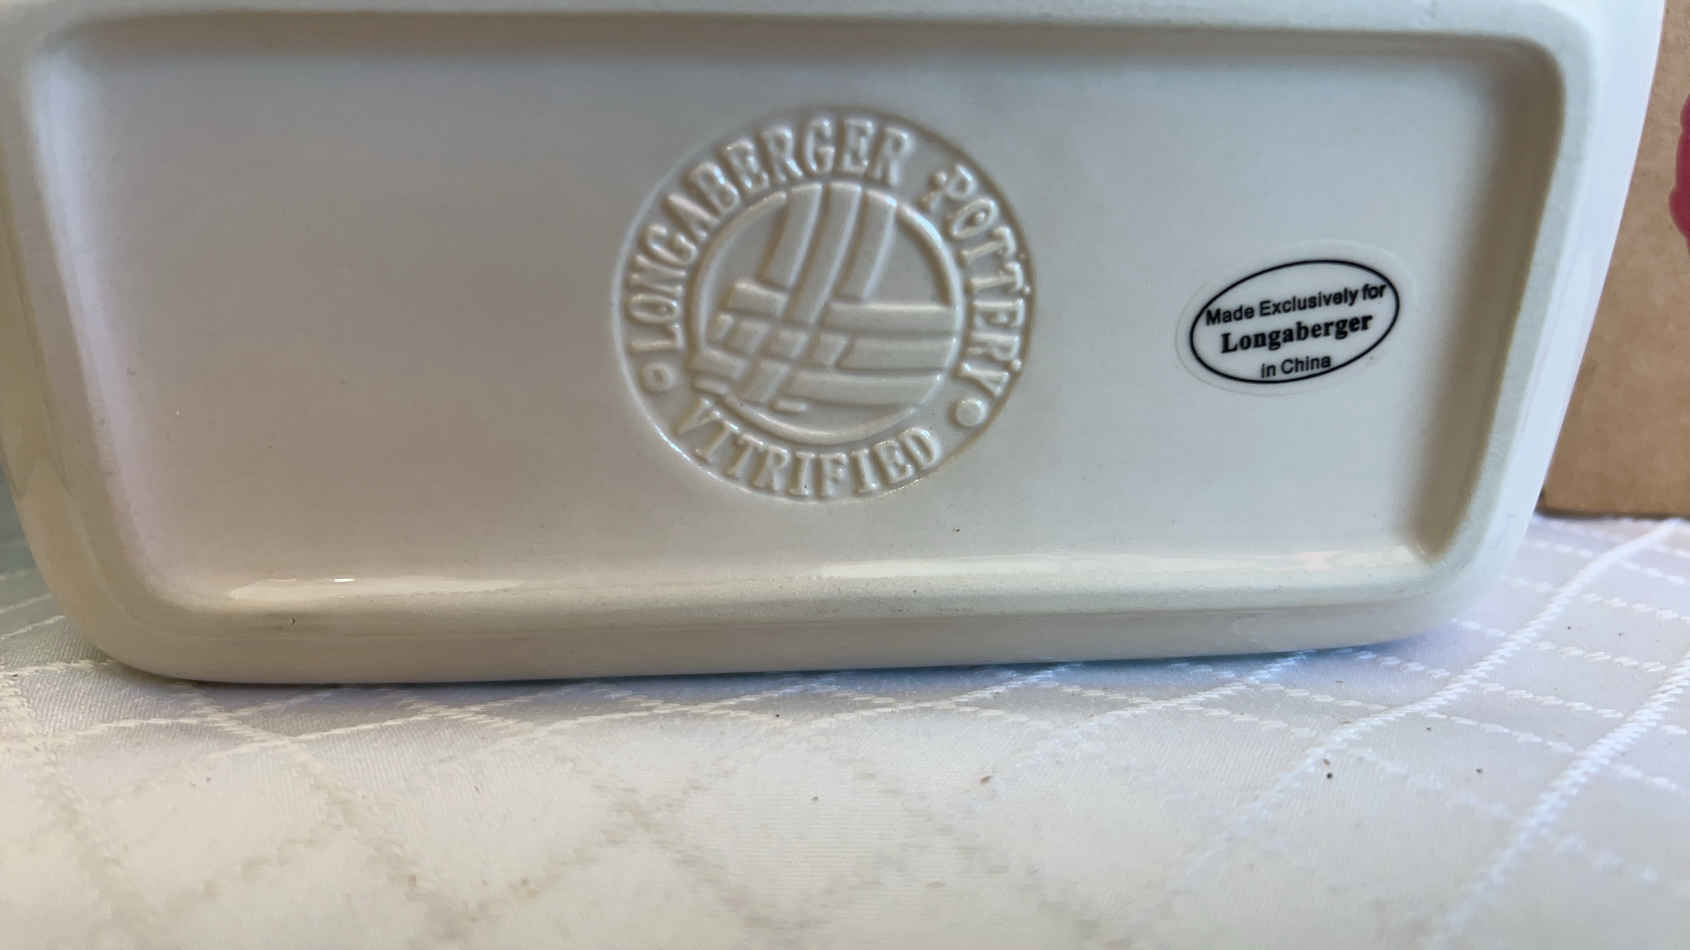 LONGABERGER POTTERY
VITRIFIED
Made Exclusively for
Longaberger
in China